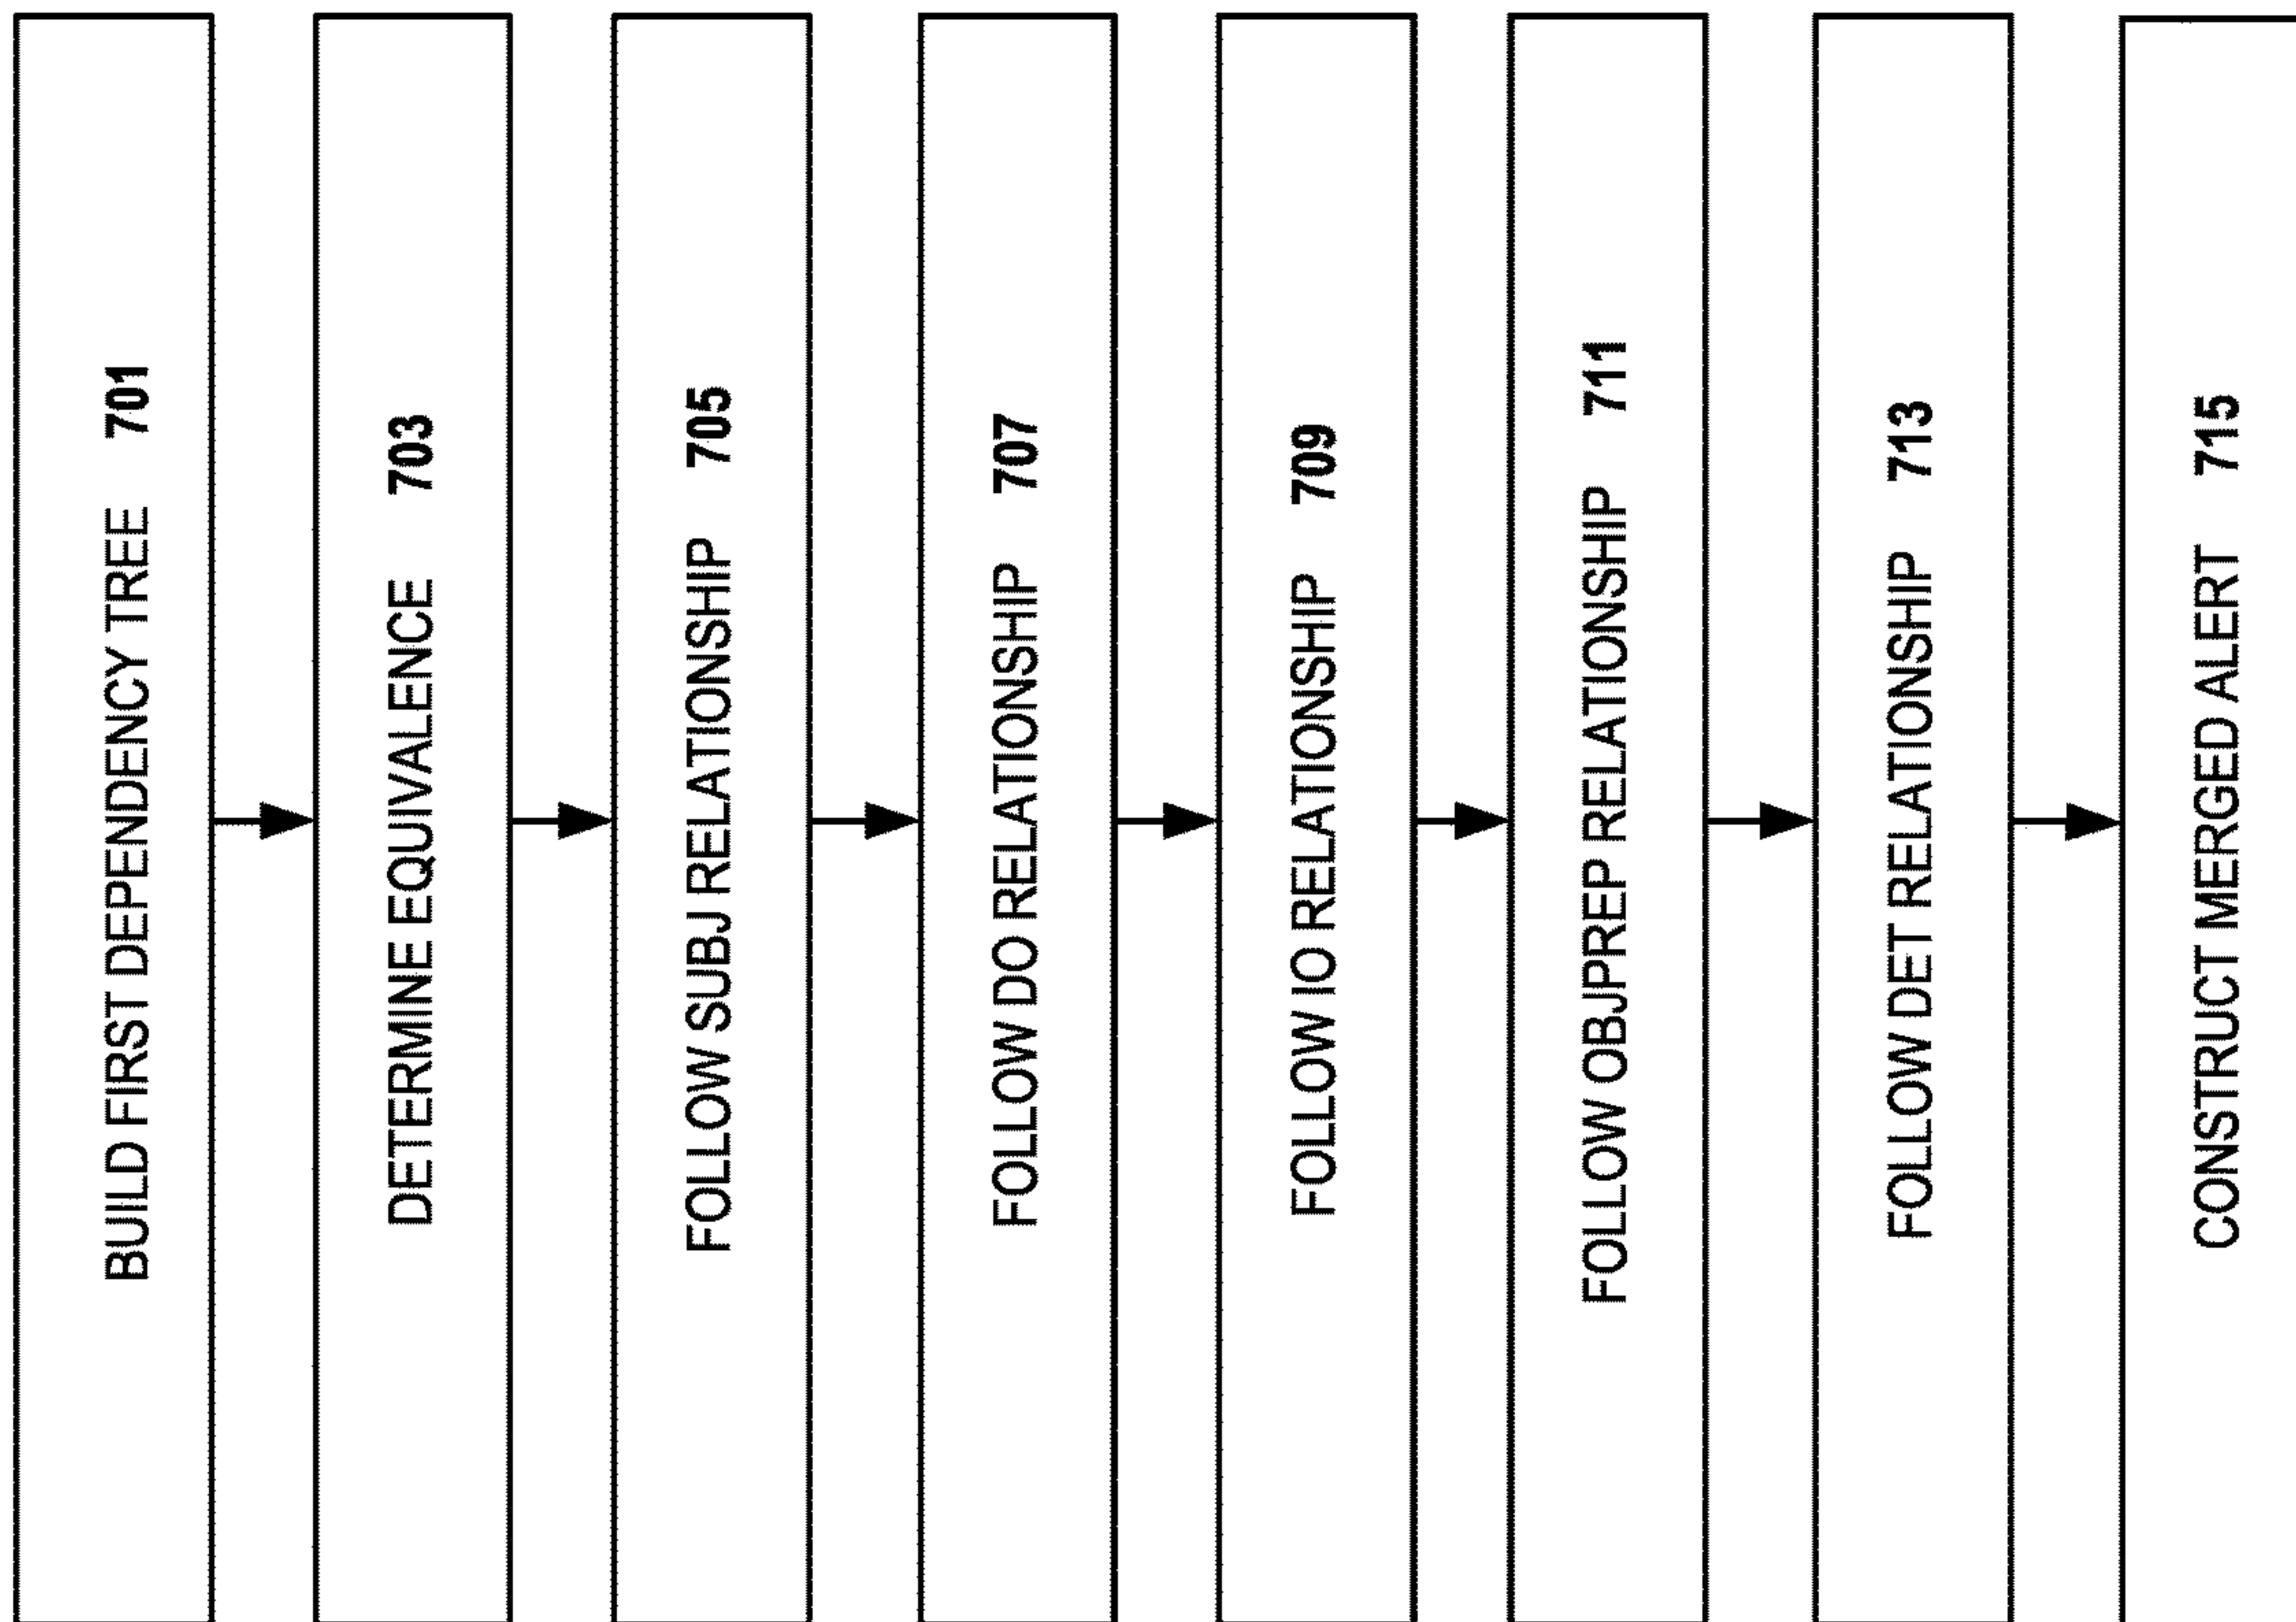 BUILD FIRST DEPENDENCY TREE 701
DETERMINE EQUIVALENCE 703
FOLLOW SUBJ RELATIONSHIP 705
FOLLOW DO RELATIONSHIP 707
FOLLOW IO RELATIONSHIP 709
FOLLOW OBJPREP RELATIONSHIP 711
FOLLOW DET RELATIONSHIP 713
CONSTRUCT MERGED ALERT 715